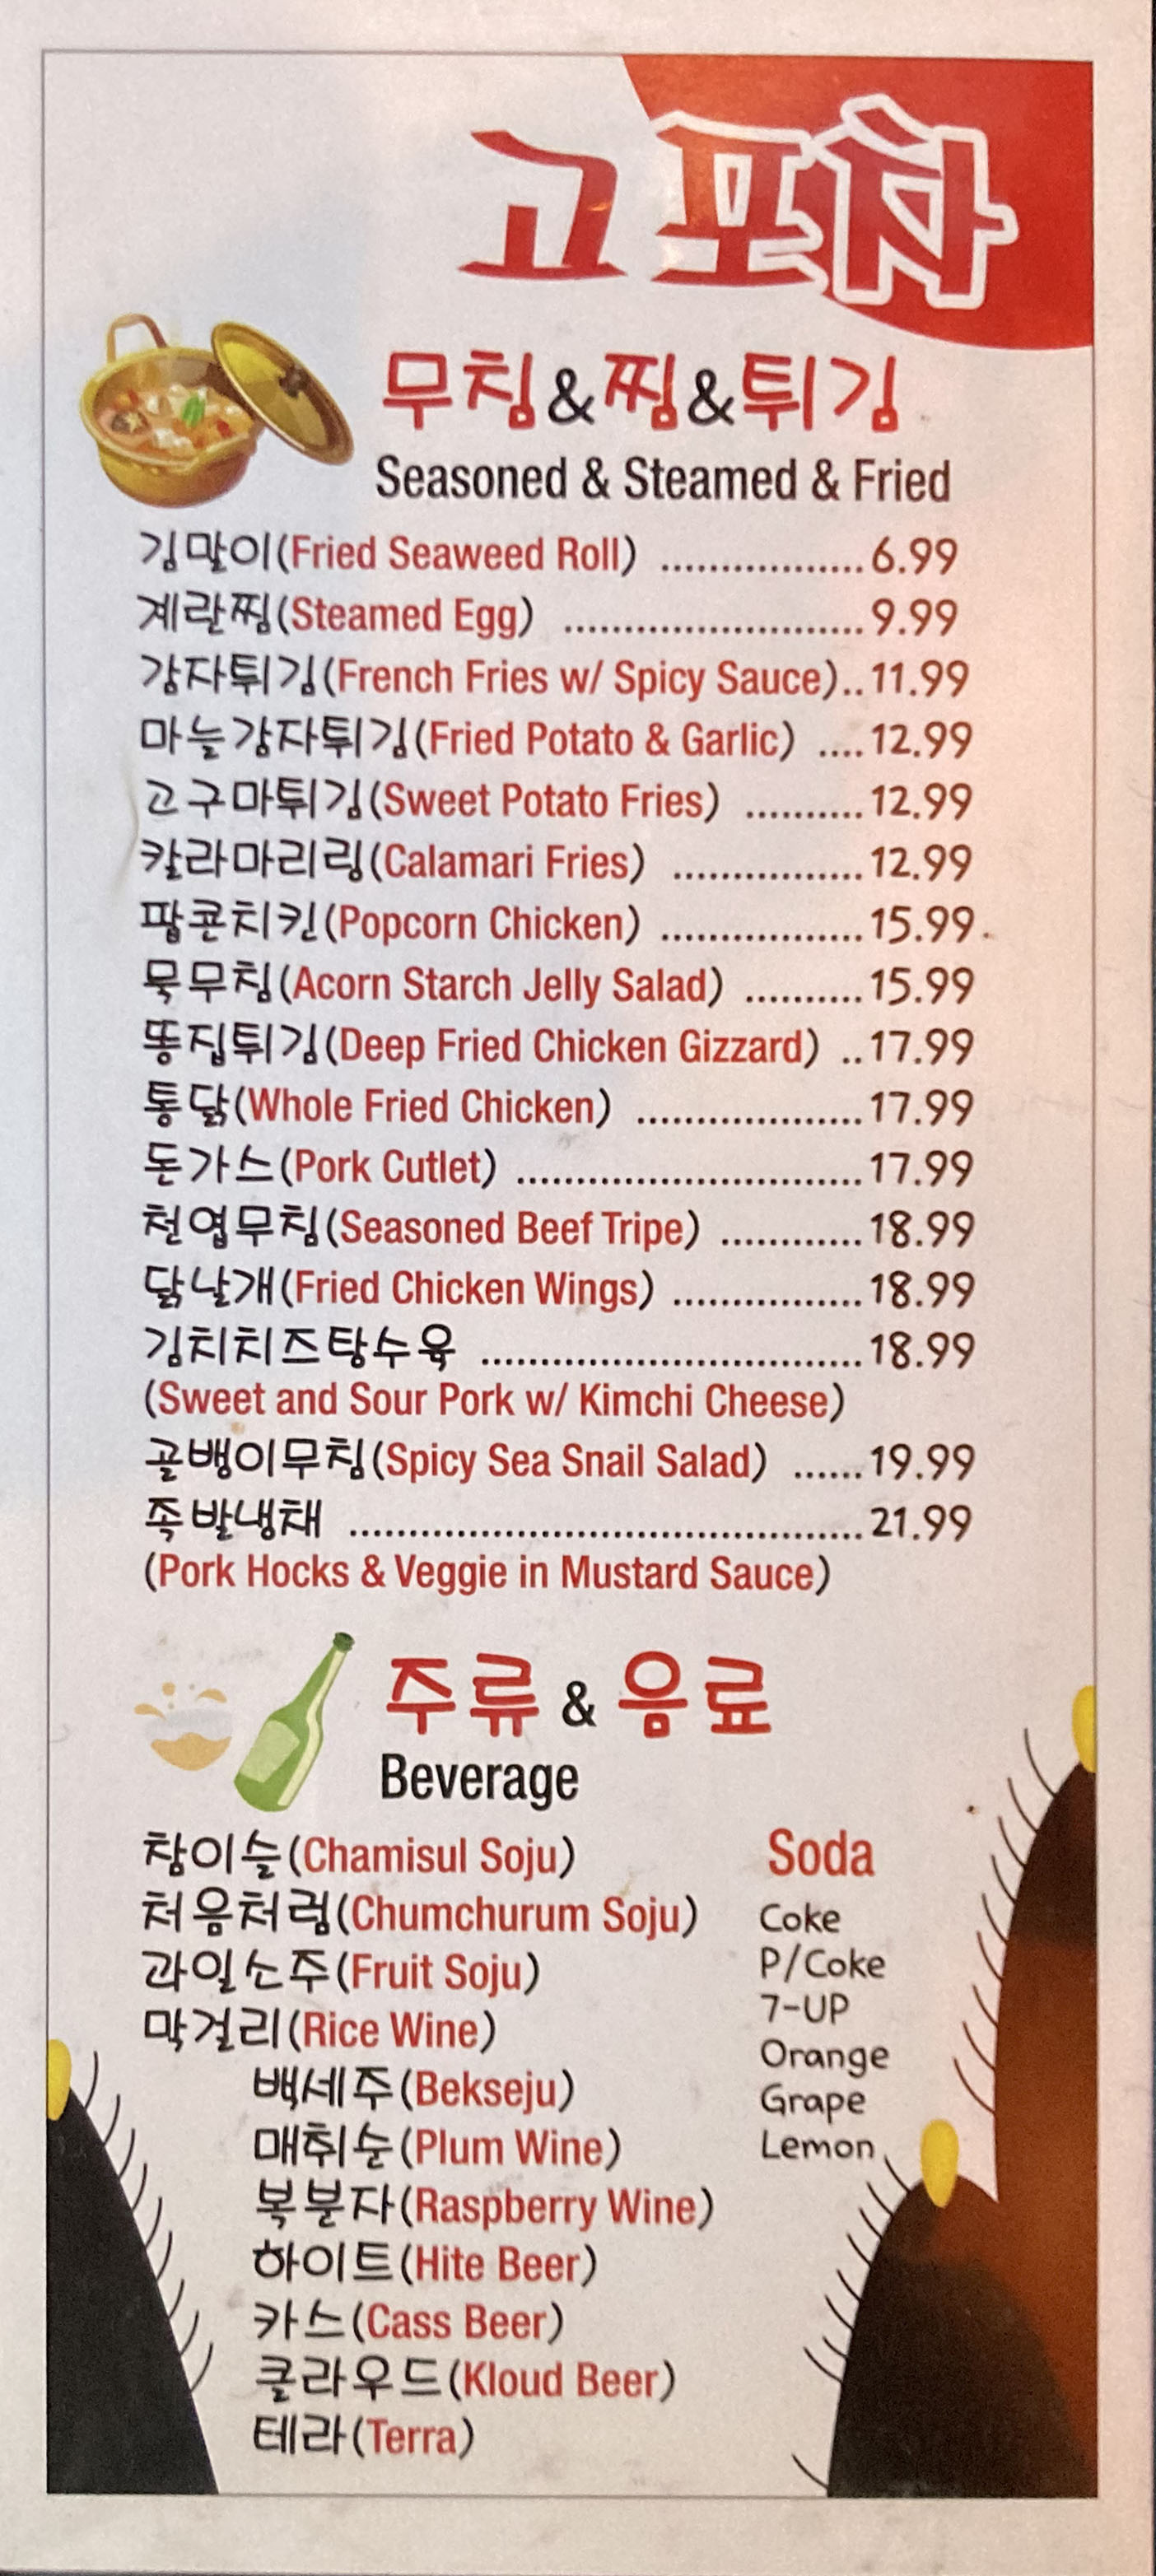 고포차
무침&찜&튀김
Seasoned & Steamed & Fried
김말이(Fried Seaweed Roll) .................6.99
계란찜(Steamed Egg) .........................9.99
감자튀김(French Fries w/ Spicy Sauce)..11.99
마늘감자튀김(Fried Potato & Garlic) ....12.99
고구마튀김(Sweet Potato Fries) ..........12.99
칼라마리링(Calamari Fries) ................12.99
팝콘치킨(Popcorn Chicken) .................15.99
묵무침(Acorn Starch Jelly Salad) ..........15.99
똥집튀김(Deep Fried Chicken Gizzard) ..17.99
통닭(Whole Fried Chicken) ...................17.99
돈가스(Pork Cutlet) .............................17.99
천엽무침(Seasoned Beef Tripe) ............18.99
닭날개(Fried Chicken Wings) ................18.99
김치치즈탕수육 ................................18.99
(Sweet and Sour Pork w/ Kimchi Cheese)
골뱅이무침(Spicy Sea Snail Salad) ......19.99
족발냉채 ...........................................21.99
(Pork Hocks & Veggie in Mustard Sauce)
주류 & 음료
Beverage
참이슬(Chamisul Soju)
처음처럼(Chumchurum Soju)
과일소주(Fruit Soju)
막걸리(Rice Wine)
백세주(Bekseju)
매취순(Plum Wine)
복분자(Raspberry Wine)
하이트(Hite Beer)
카스(Cass Beer)
클라우드(Kloud Beer)
테라(Terra)
Soda
Coke
P/Coke
7-UP
Orange
Grape
Lemon